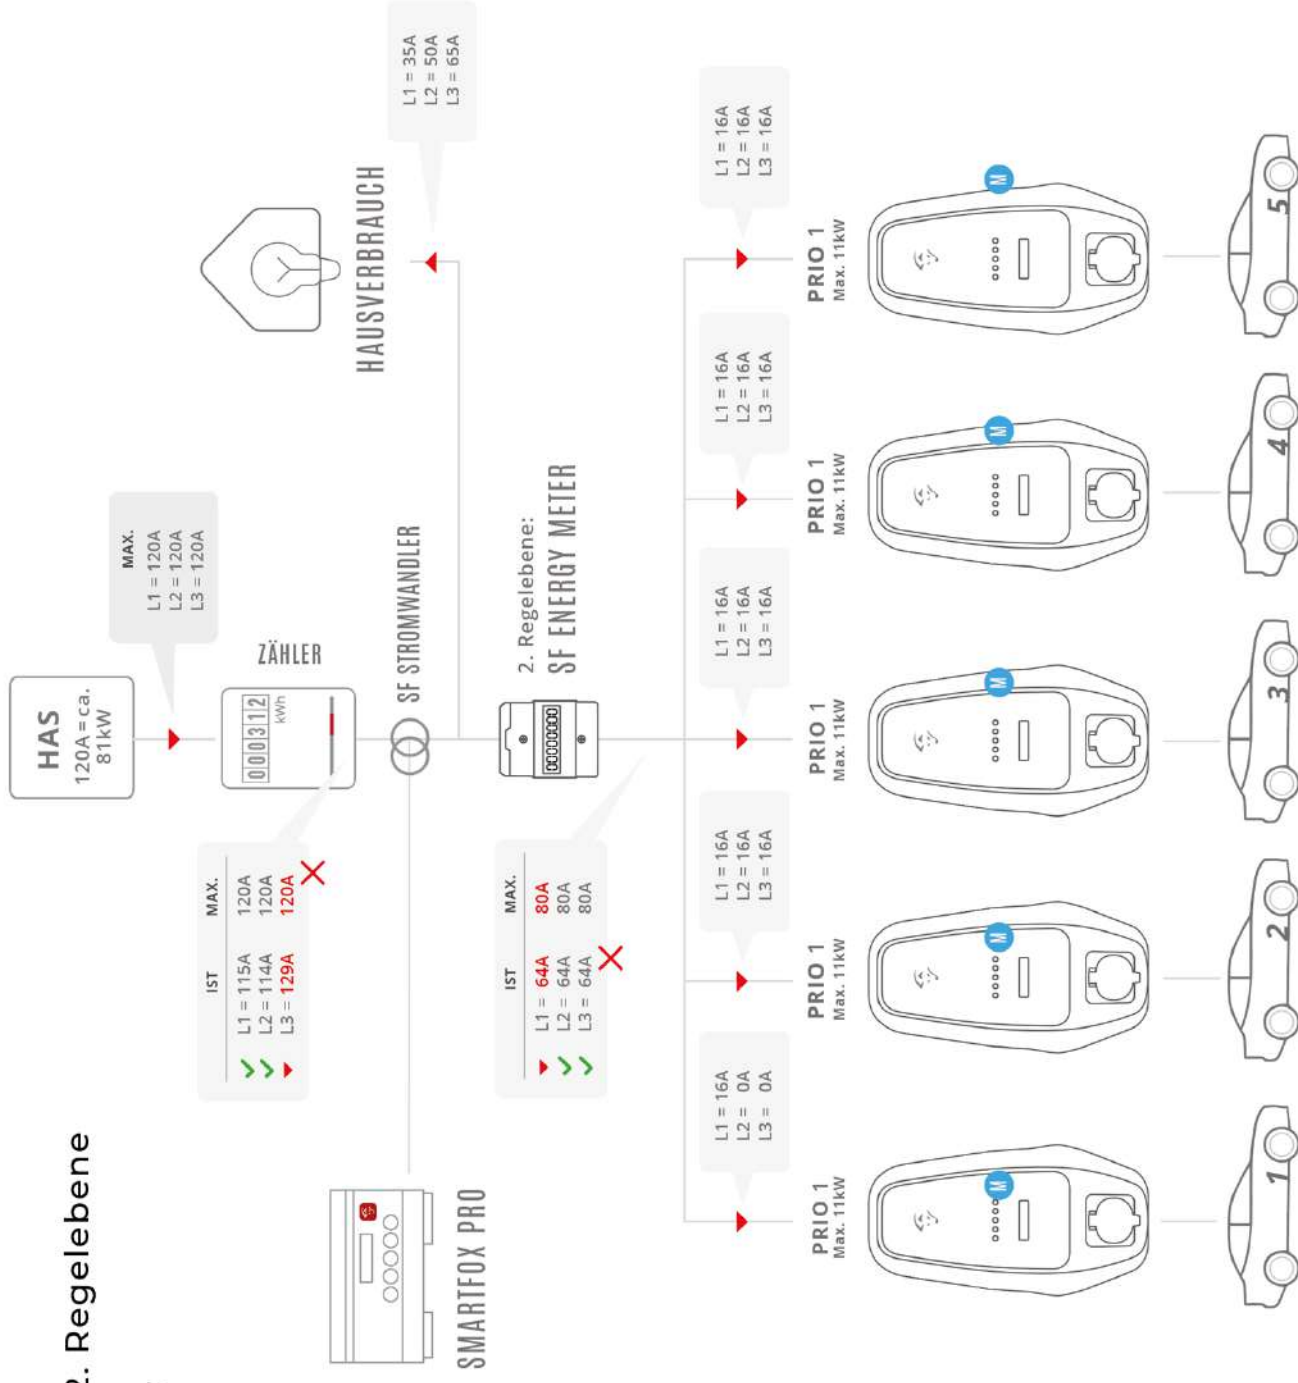 2. Regelebene
HAS
120A = ca.
81kW
MAX.
L1 = 120A
L2 = 120A
L3 = 120A
IST MAX.
L1 = 115A 120A
L2 = 114A 120A
L3 = 129A 120A
000312
kWh
ZÄHLER
SF STROMWANDLER
SMARTFOX PRO
HAUSVERBRAUCH
L1 = 35A
L2 = 50A
L3 = 65A
2. Regelebene:
SF ENERGY METER
IST MAX.
L1 = 64A 80A
L2 = 64A 80A
L3 = 64A 80A
L1 = 16A
L2 = 0A
L3 = 0A
L1 = 16A
L2 = 16A
L3 = 16A
L1 = 16A
L2 = 16A
L3 = 16A
L1 = 16A
L2 = 16A
L3 = 16A
L1 = 16A
L2 = 16A
L3 = 16A
PRIO 1
Max. 11kW
PRIO 1
Max. 11kW
PRIO 1
Max. 11kW
PRIO 1
Max. 11kW
PRIO 1
Max. 11kW
M
M
M
M
M
1
2
3
4
5